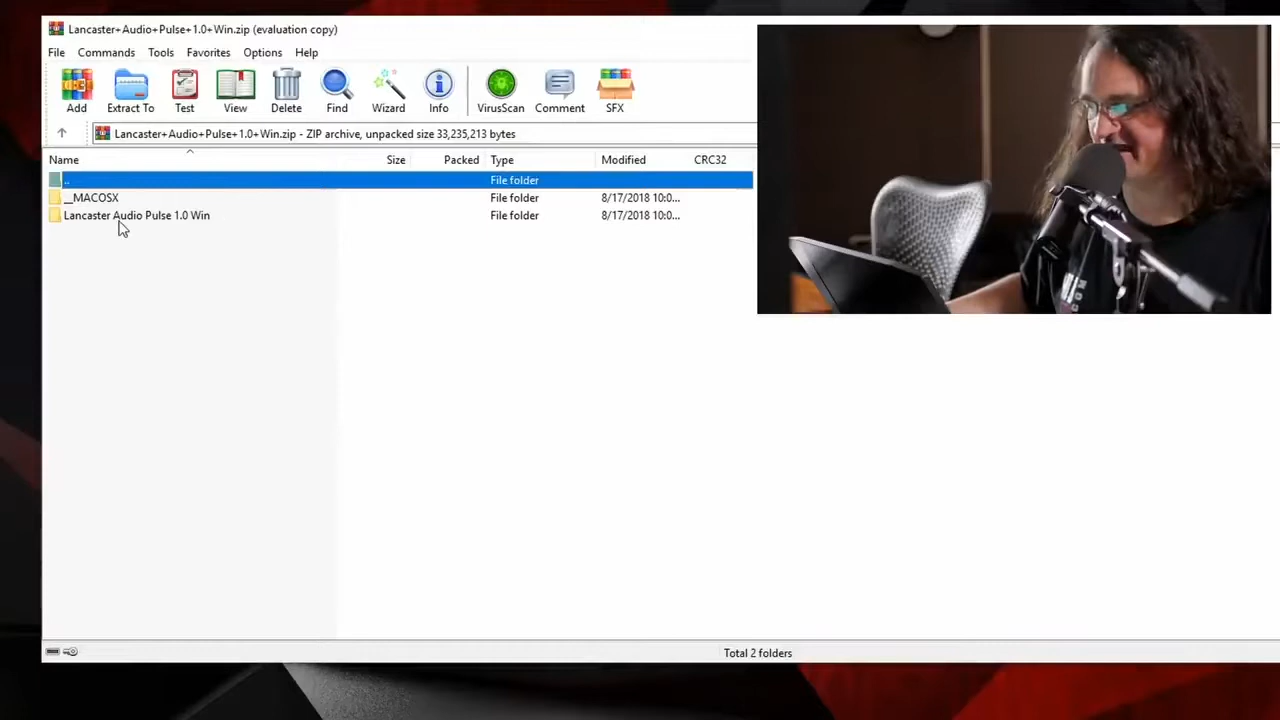 Lancaster+Audio+Pulse+1.0+Win.zip (evaluation copy)
File Commands Tools Favorites Options Help
Add Extract To Test View Delete Find Wizard Info VirusScan Comment SFX
Lancaster+Audio+Pulse+1.0+Win.zip - ZIP archive, unpacked size 33,235,213 bytes
Name Size Packed Type Modified CRC32
.. File folder
__MACOSX File folder 8/17/2018 10:0...
Lancaster Audio Pulse 1.0 Win File folder 8/17/2018 10:0...
Total 2 folders